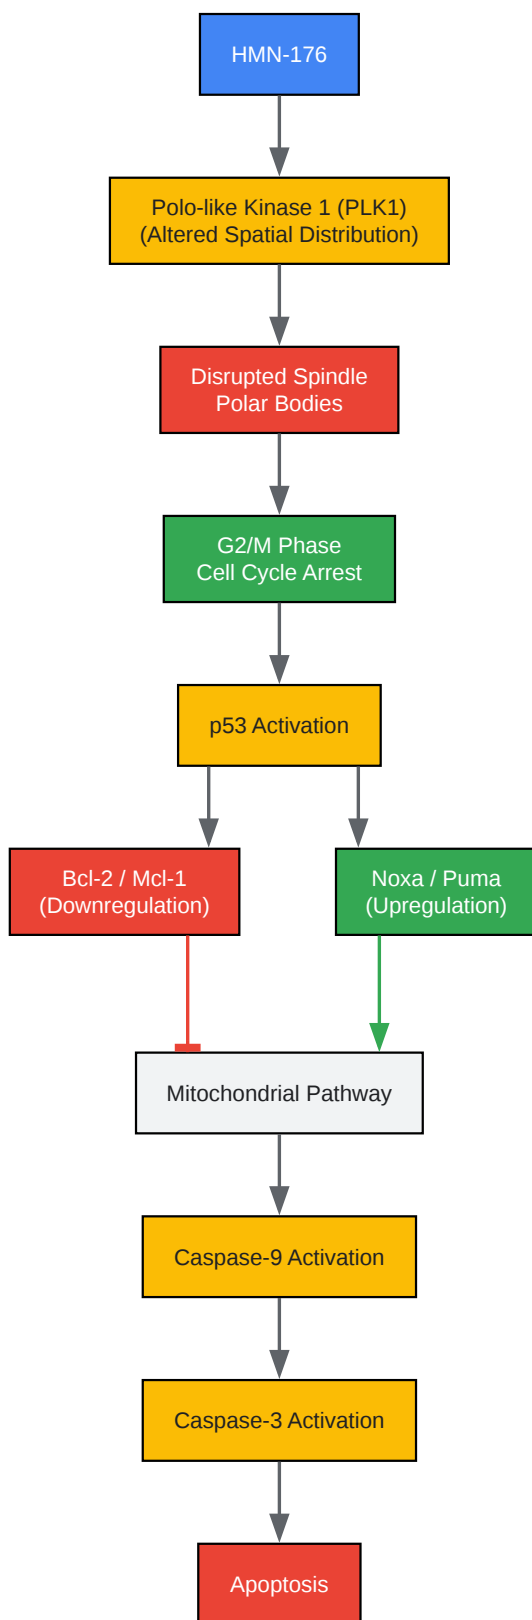 HMN-176
Polo-like Kinase 1 (PLK1)
(Altered Spatial Distribution)
Disrupted Spindle
Polar Bodies
G2/M Phase
Cell Cycle Arrest
p53 Activation
Bcl-2 / Mcl-1
(Downregulation)
Noxa / Puma
(Upregulation)
Mitochondrial Pathway
Caspase-9 Activation
Caspase-3 Activation
Apoptosis